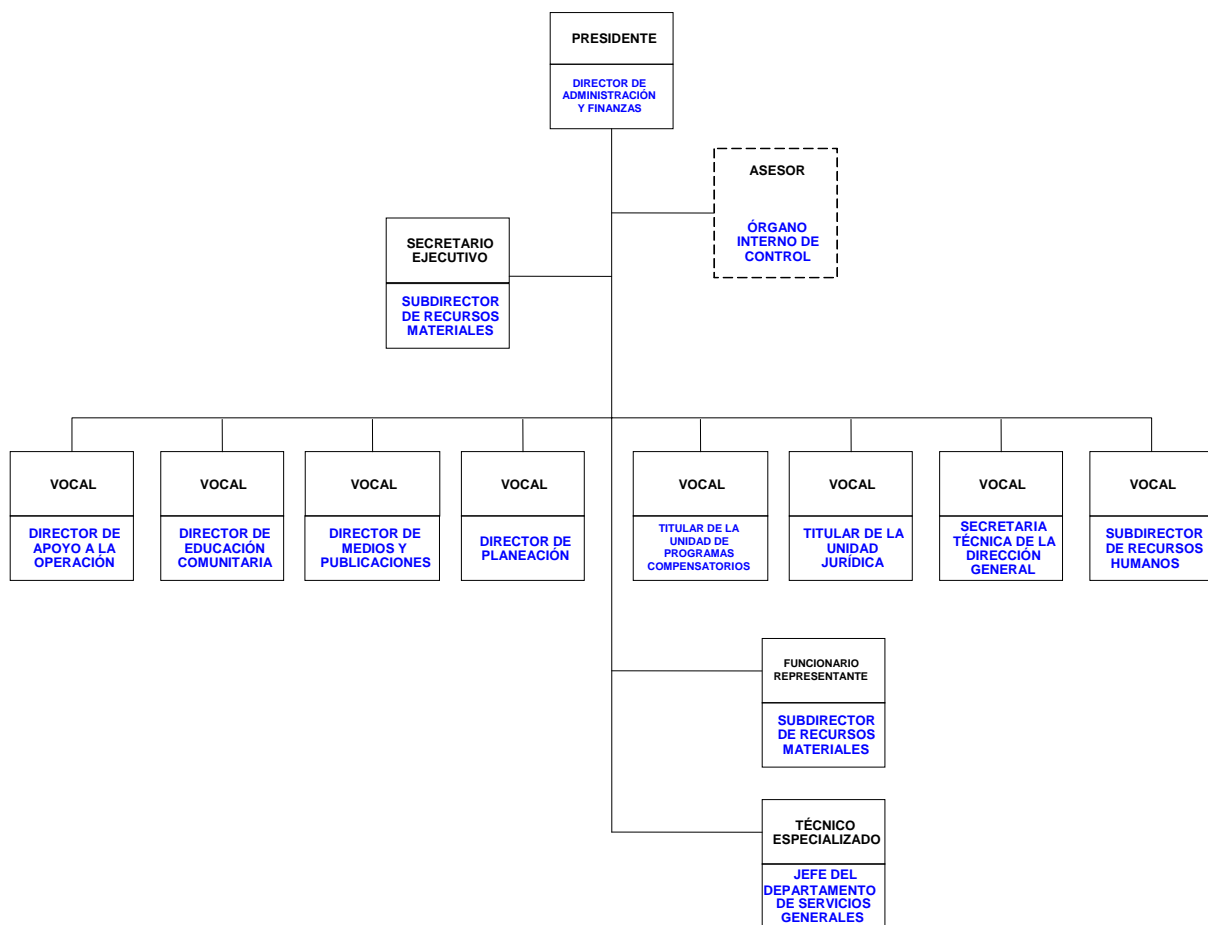 PRESIDENTE
DIRECTOR DE
ADMINISTRACIÓN
Y FINANZAS
ASESOR
ÓRGANO
INTERNO DE
CONTROL
SECRETARIO
EJECUTIVO
SUBDIRECTOR
DE RECURSOS
MATERIALES
VOCAL
DIRECTOR DE
APOYO A LA
OPERACIÓN
VOCAL
DIRECTOR DE
EDUCACIÓN
COMUNITARIA
VOCAL
DIRECTOR DE
MEDIOS Y
PUBLICACIONES
VOCAL
DIRECTOR DE
PLANEACIÓN
VOCAL
TITULAR DE LA
UNIDAD DE
PROGRAMAS
COMPENSATORIOS
VOCAL
TITULAR DE LA
UNIDAD
JURÍDICA
VOCAL
SECRETARIA
TÉCNICA DE LA
DIRECCIÓN
GENERAL
VOCAL
SUBDIRECTOR
DE RECURSOS
HUMANOS
FUNCIONARIO
REPRESENTANTE
SUBDIRECTOR
DE RECURSOS
MATERIALES
TÉCNICO
ESPECIALIZADO
JEFE DEL
DEPARTAMENTO
DE SERVICIOS
GENERALES